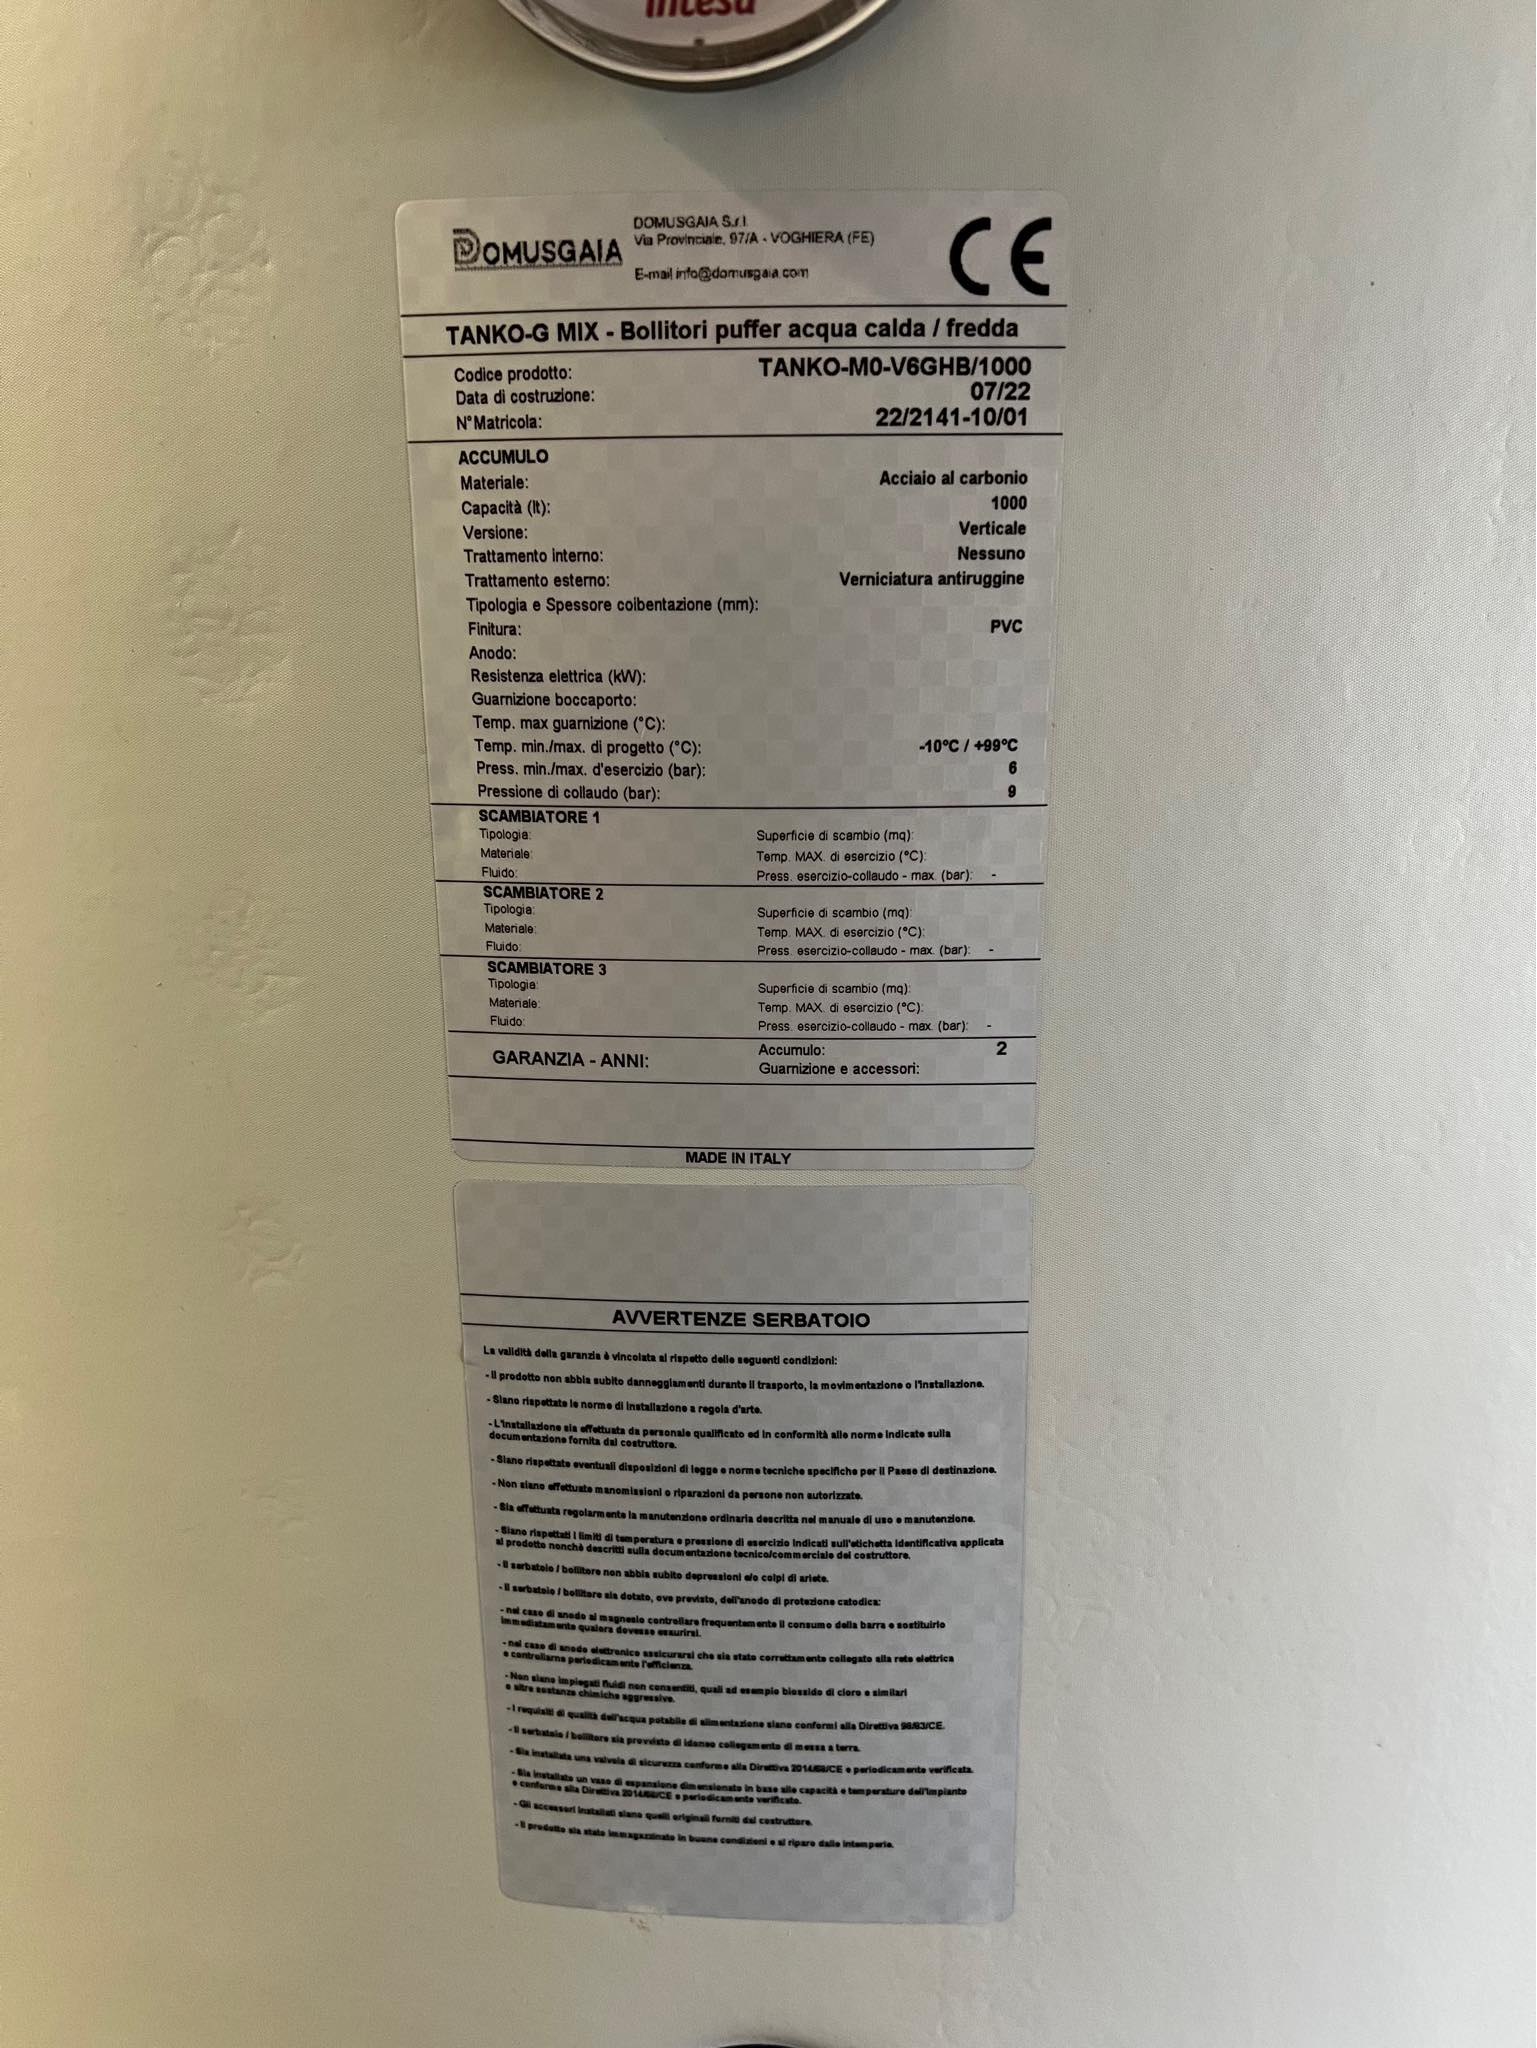 Intesa
DOMUSGAIA
DOMUSGAIA S.r.l.
Via Provinciale, 97/A - VOGHIERA (FE)
E-mail info@domusgaia.com
CE
TANKO-G MIX - Bollitori puffer acqua calda / fredda
Codice prodotto: TANKO-M0-V6GHB/1000
Data di costruzione: 07/22
N°Matricola: 22/2141-10/01
ACCUMULO
Materiale: Acciaio al carbonio
Capacità (lt): 1000
Versione: Verticale
Trattamento interno: Nessuno
Trattamento esterno: Verniciatura antiruggine
Tipologia e Spessore coibentazione (mm):
Finitura: PVC
Anodo:
Resistenza elettrica (kW):
Guarnizione boccaporto:
Temp. max guarnizione (°C):
Temp. min./max. di progetto (°C): -10°C / +99°C
Press. min./max. d'esercizio (bar): 6
Pressione di collaudo (bar): 9
SCAMBIATORE 1
Tipologia: Superficie di scambio (mq):
Materiale: Temp. MAX. di esercizio (°C):
Fluido: Press. esercizio-collaudo - max. (bar): -
SCAMBIATORE 2
Tipologia: Superficie di scambio (mq):
Materiale: Temp. MAX. di esercizio (°C):
Fluido: Press. esercizio-collaudo - max. (bar): -
SCAMBIATORE 3
Tipologia: Superficie di scambio (mq):
Materiale: Temp. MAX. di esercizio (°C):
Fluido: Press. esercizio-collaudo - max. (bar): -
GARANZIA - ANNI: Accumulo: 2
Guarnizione e accessori:
MADE IN ITALY
AVVERTENZE SERBATOIO
La validità della garanzia è vincolata al rispetto delle seguenti condizioni:
- Il prodotto non abbia subito danneggiamenti durante il trasporto, la movimentazione o l'installazione.
- Siano rispettate le norme di installazione a regola d'arte.
- L'installazione sia effettuata da personale qualificato ed in conformità alle norme indicate sulla
documentazione fornita dal costruttore.
- Siano rispettate eventuali disposizioni di legge e norme tecniche specifiche per il Paese di destinazione.
- Non siano effettuate manomissioni o riparazioni da persone non autorizzate.
- Sia effettuata regolarmente la manutenzione ordinaria descritta nel manuale di uso e manutenzione.
- Siano rispettati i limiti di temperatura e pressione di esercizio indicati sull'etichetta identificativa applicata
al prodotto nonchè descritti sulla documentazione tecnico/commerciale del costruttore.
- Il serbatoio / bollitore non abbia subito depressioni e/o colpi di ariete.
- Il serbatoio / bollitore sia dotato, ove previsto, dell'anodo di protezione catodica:
- nel caso di anodo al magnesio controllare frequentemente il consumo della barra e sostituirlo
immediatamente qualora dovesse esaurirsi.
- nel caso di anodo elettronico assicurarsi che sia stato correttamente collegato alla rete elettrica
e controllarne periodicamente l'efficienza.
- Non siano impiegati fluidi non consentiti, quali ad esempio biossido di cloro e similari
o altre sostanze chimiche aggressive.
- I requisiti di qualità dell'acqua potabile di alimentazione siano conformi alla Direttiva 98/83/CE.
- Il serbatoio / bollitore sia provvisto di idoneo collegamento di messa a terra.
- Sia installata una valvola di sicurezza conforme alla Direttiva 2014/68/CE e periodicamente verificata.
- Sia installato un vaso di espansione dimensionato in base alle capacità e temperature dell'impianto
e conforme alla Direttiva 2014/68/CE e periodicamente verificato.
- Gli accessori installati siano quelli originali forniti dal costruttore.
- Il prodotto sia stato immagazzinato in buone condizioni e al riparo dalle intemperie.